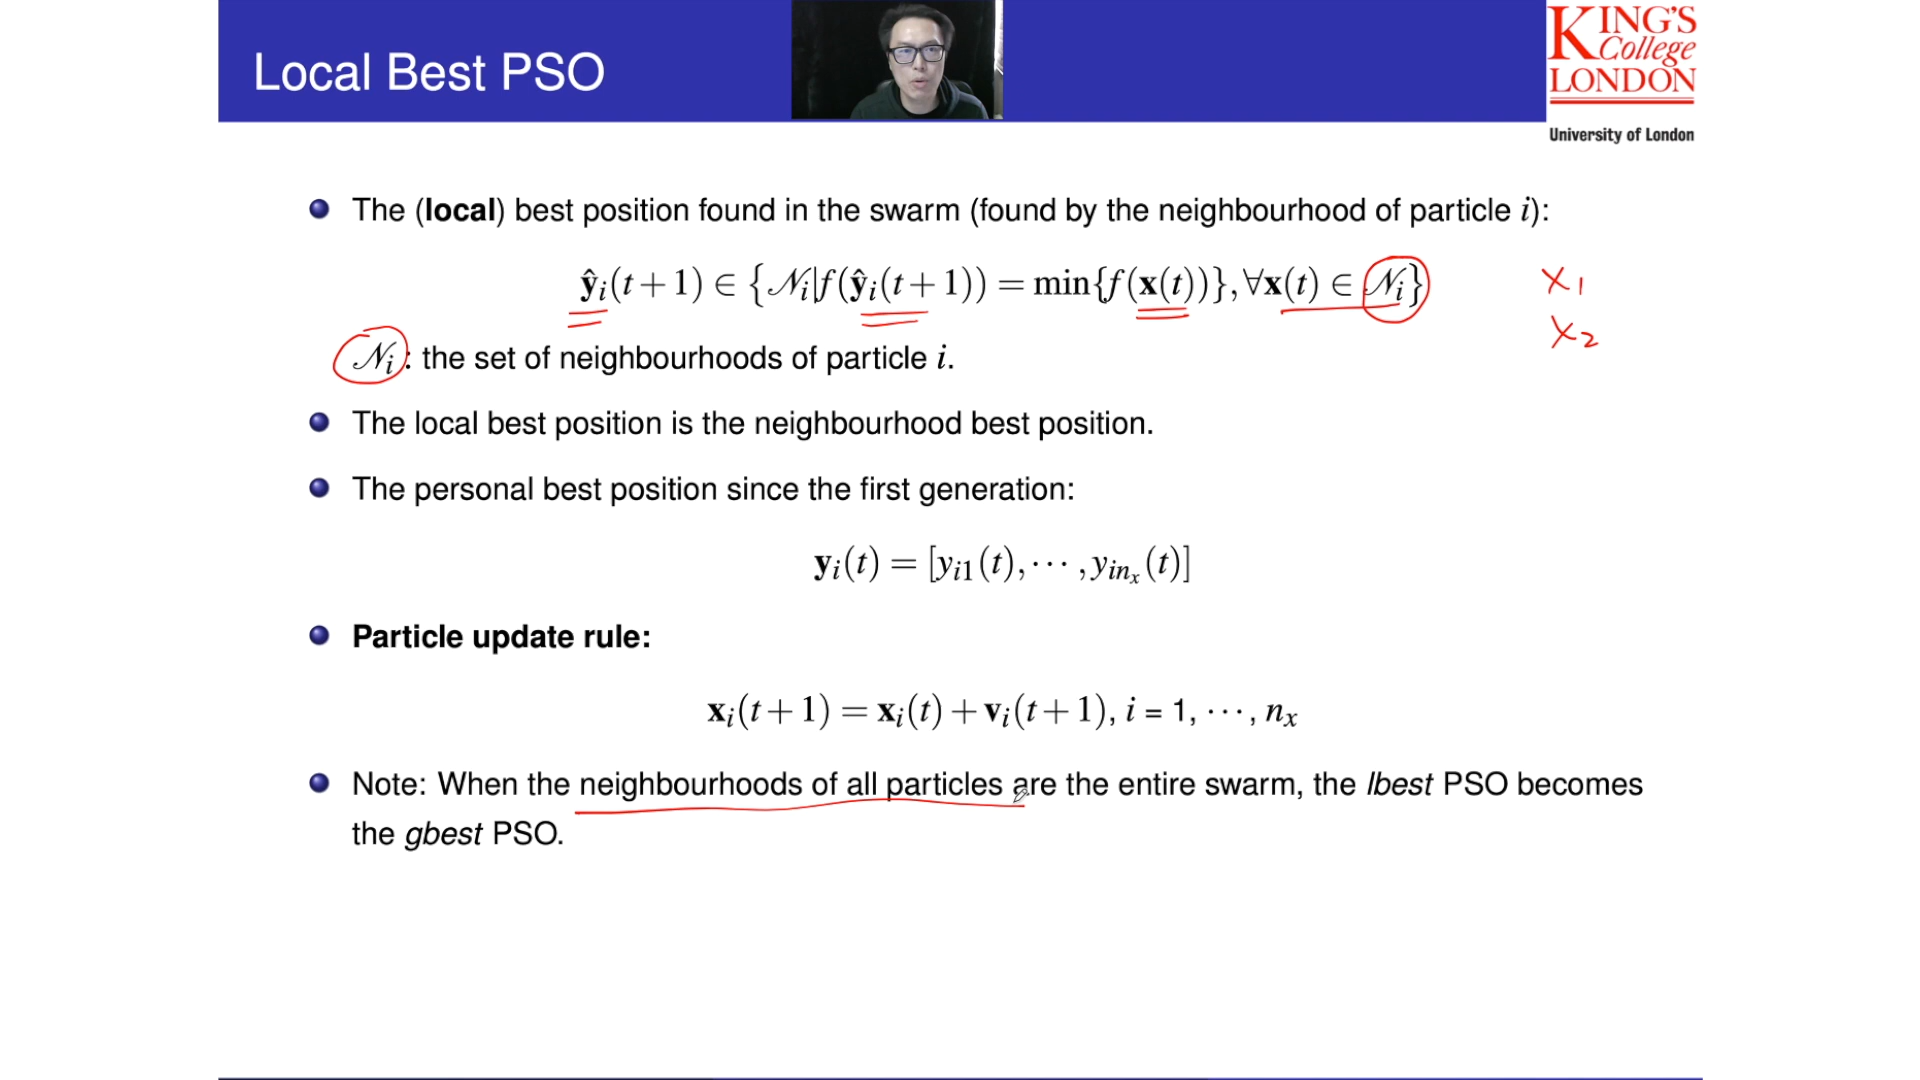 Local Best PSO
KING'S
College
LONDON
University of London
The (local) best position found in the swarm (found by the neighbourhood of particle i):
ŷᵢ(t+1) ∈ {𝒩ᵢ|f(ŷᵢ(t+1)) = min{f(x(t))}, ∀x(t) ∈ 𝒩ᵢ}
x₁
x₂
𝒩ᵢ: the set of neighbourhoods of particle i.
The local best position is the neighbourhood best position.
The personal best position since the first generation:
yᵢ(t) = [yᵢ₁(t), ⋯ , y_{in_x}(t)]
Particle update rule:
xᵢ(t+1) = xᵢ(t) + vᵢ(t+1), i = 1, ⋯, nₓ
Note: When the neighbourhoods of all particles are the entire swarm, the lbest PSO becomes
the gbest PSO.